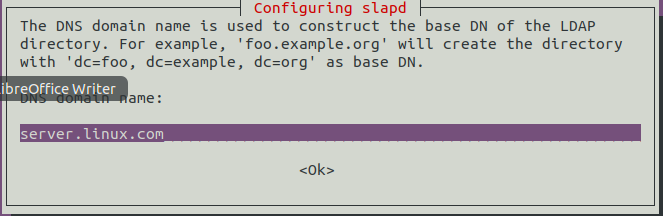 Configuring slapd
The DNS domain name is used to construct the base DN of the LDAP
directory. For example, 'foo.example.org' will create the directory
with 'dc=foo, dc=example, dc=org' as base DN.
ibreOffice Writer
DNS domain name:
server.linux.com
<Ok>